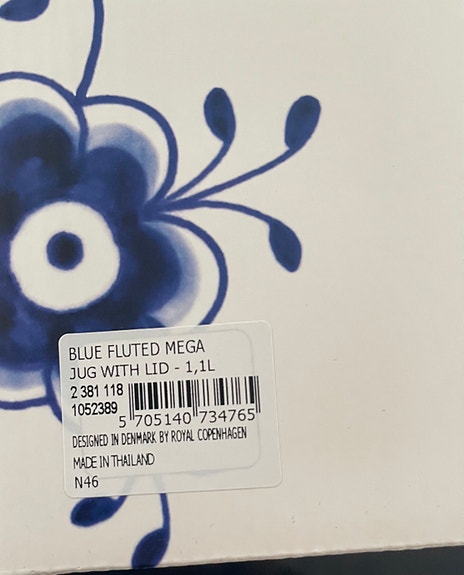 BLUE FLUTED MEGA
JUG WITH LID - 1,1L
2 381 118
1052389
5 705140 734765
DESIGNED IN DENMARK BY ROYAL COPENHAGEN
MADE IN THAILAND
N46